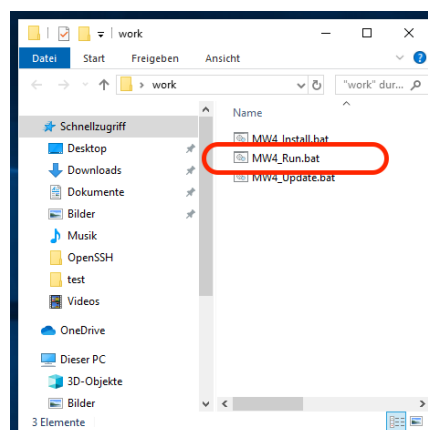 work
Datei Start Freigeben Ansicht
work "work" dur...
Name
Schnellzugriff
Desktop
Downloads
Dokumente
Bilder
Musik
OpenSSH
test
Videos
OneDrive
Dieser PC
3D-Objekte
Bilder
MW4_Install.bat
MW4_Run.bat
MW4_Update.bat
3 Elemente